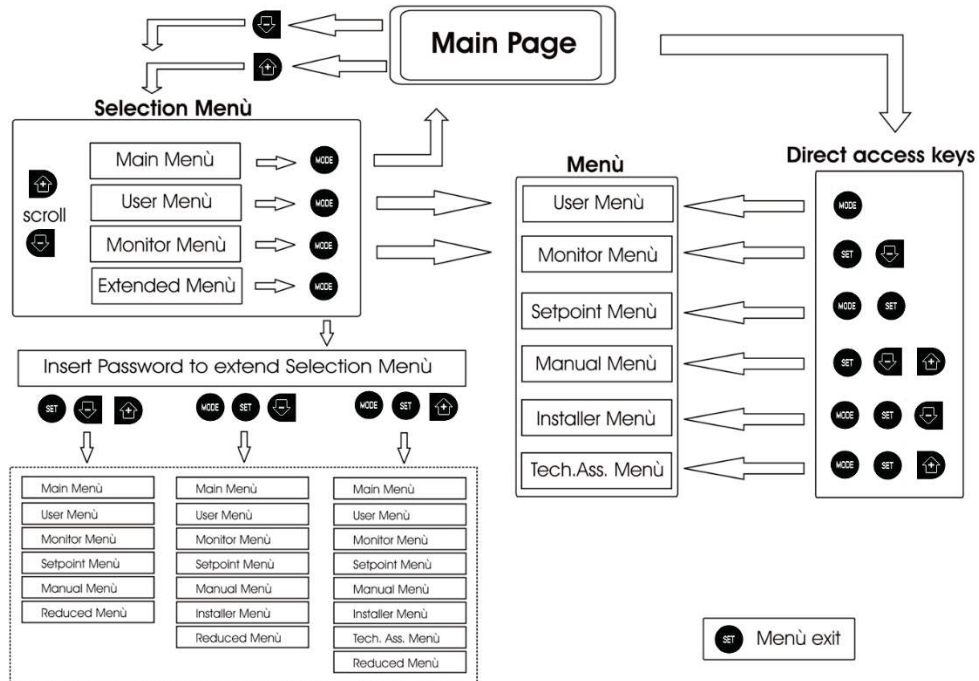 Main Page
Selection Menù
Main Menù
MODE
User Menù
MODE
scroll
Monitor Menù
MODE
Extended Menù
MODE
Menù
User Menù
Monitor Menù
Setpoint Menù
Manual Menù
Installer Menù
Tech.Ass. Menù
Direct access keys
MODE
SET
MODE SET
SET
MODE SET
MODE SET
Insert Password to extend Selection Menù
SET
MODE SET
MODE SET
Main Menù
User Menù
Monitor Menù
Setpoint Menù
Manual Menù
Reduced Menù
Main Menù
User Menù
Monitor Menù
Setpoint Menù
Manual Menù
Installer Menù
Reduced Menù
Main Menù
User Menù
Monitor Menù
Setpoint Menù
Manual Menù
Installer Menù
Tech. Ass. Menù
Reduced Menù
SET Menù exit